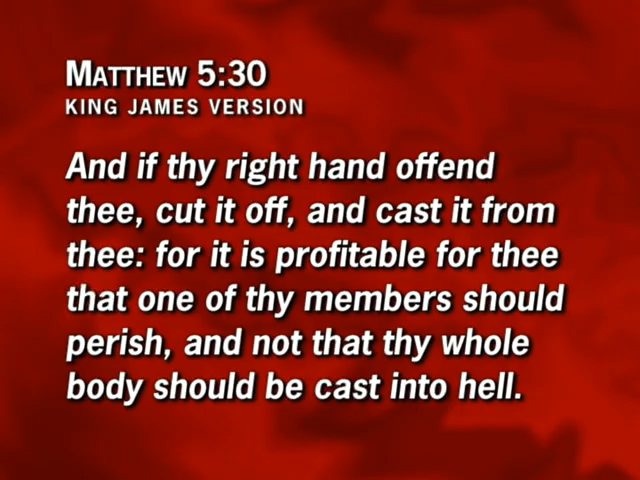 MATTHEW 5:30
KING JAMES VERSION
And if thy right hand offend
thee, cut it off, and cast it from
thee: for it is profitable for thee
that one of thy members should
perish, and not that thy whole
body should be cast into hell.